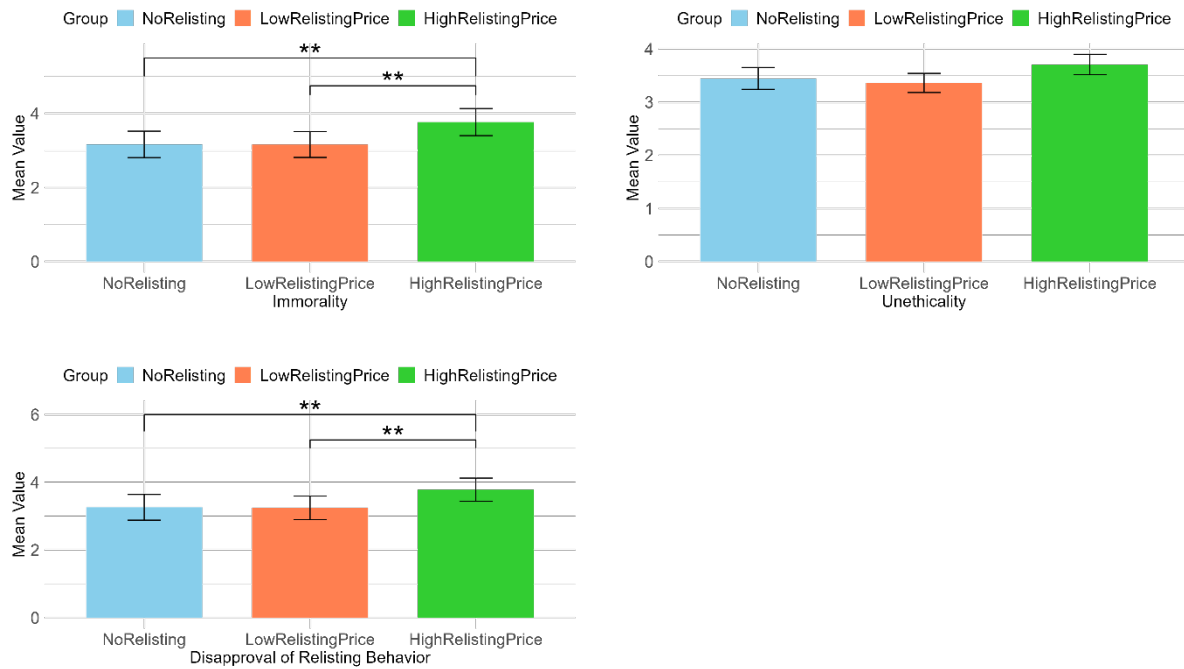 Group NoRelisting LowRelistingPrice HighRelistingPrice
**
**
4
2
0
Mean Value
NoRelisting LowRelistingPrice HighRelistingPrice
Immorality
Group NoRelisting LowRelistingPrice HighRelistingPrice
4
3
2
1
0
Mean Value
NoRelisting LowRelistingPrice HighRelistingPrice
Unethicality
Group NoRelisting LowRelistingPrice HighRelistingPrice
**
**
6
4
2
0
Mean Value
NoRelisting LowRelistingPrice HighRelistingPrice
Disapproval of Relisting Behavior